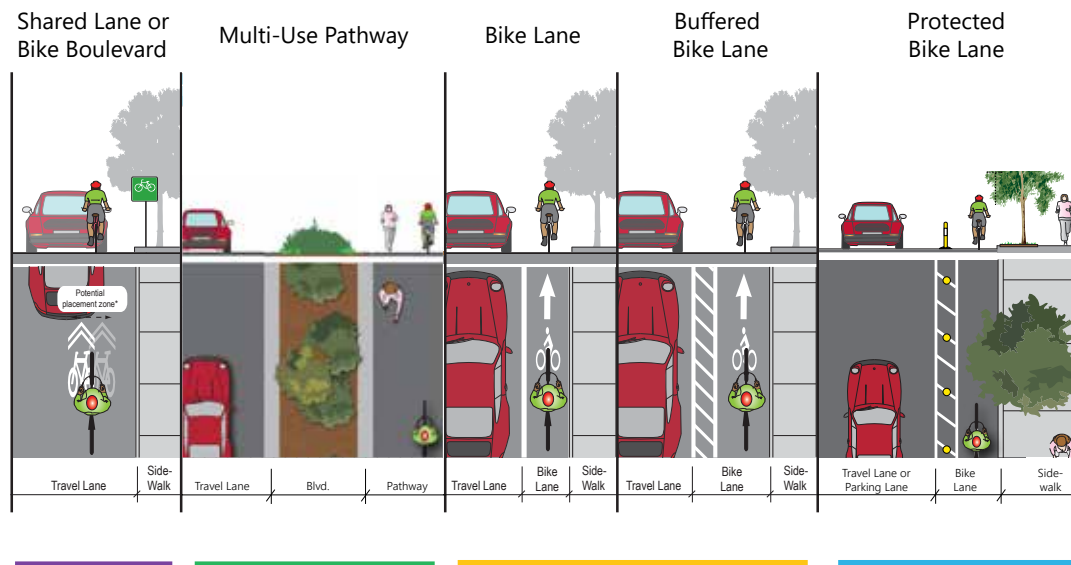 Shared Lane or
Bike Boulevard
Multi-Use Pathway
Bike Lane
Buffered
Bike Lane
Protected
Bike Lane
Potential
placement zone*
Travel Lane
Side-
Walk
Travel Lane
Blvd.
Pathway
Travel Lane
Bike
Lane
Side-
Walk
Travel Lane
Bike
Lane
Side-
Walk
Travel Lane or
Parking Lane
Bike
Lane
Side-
walk